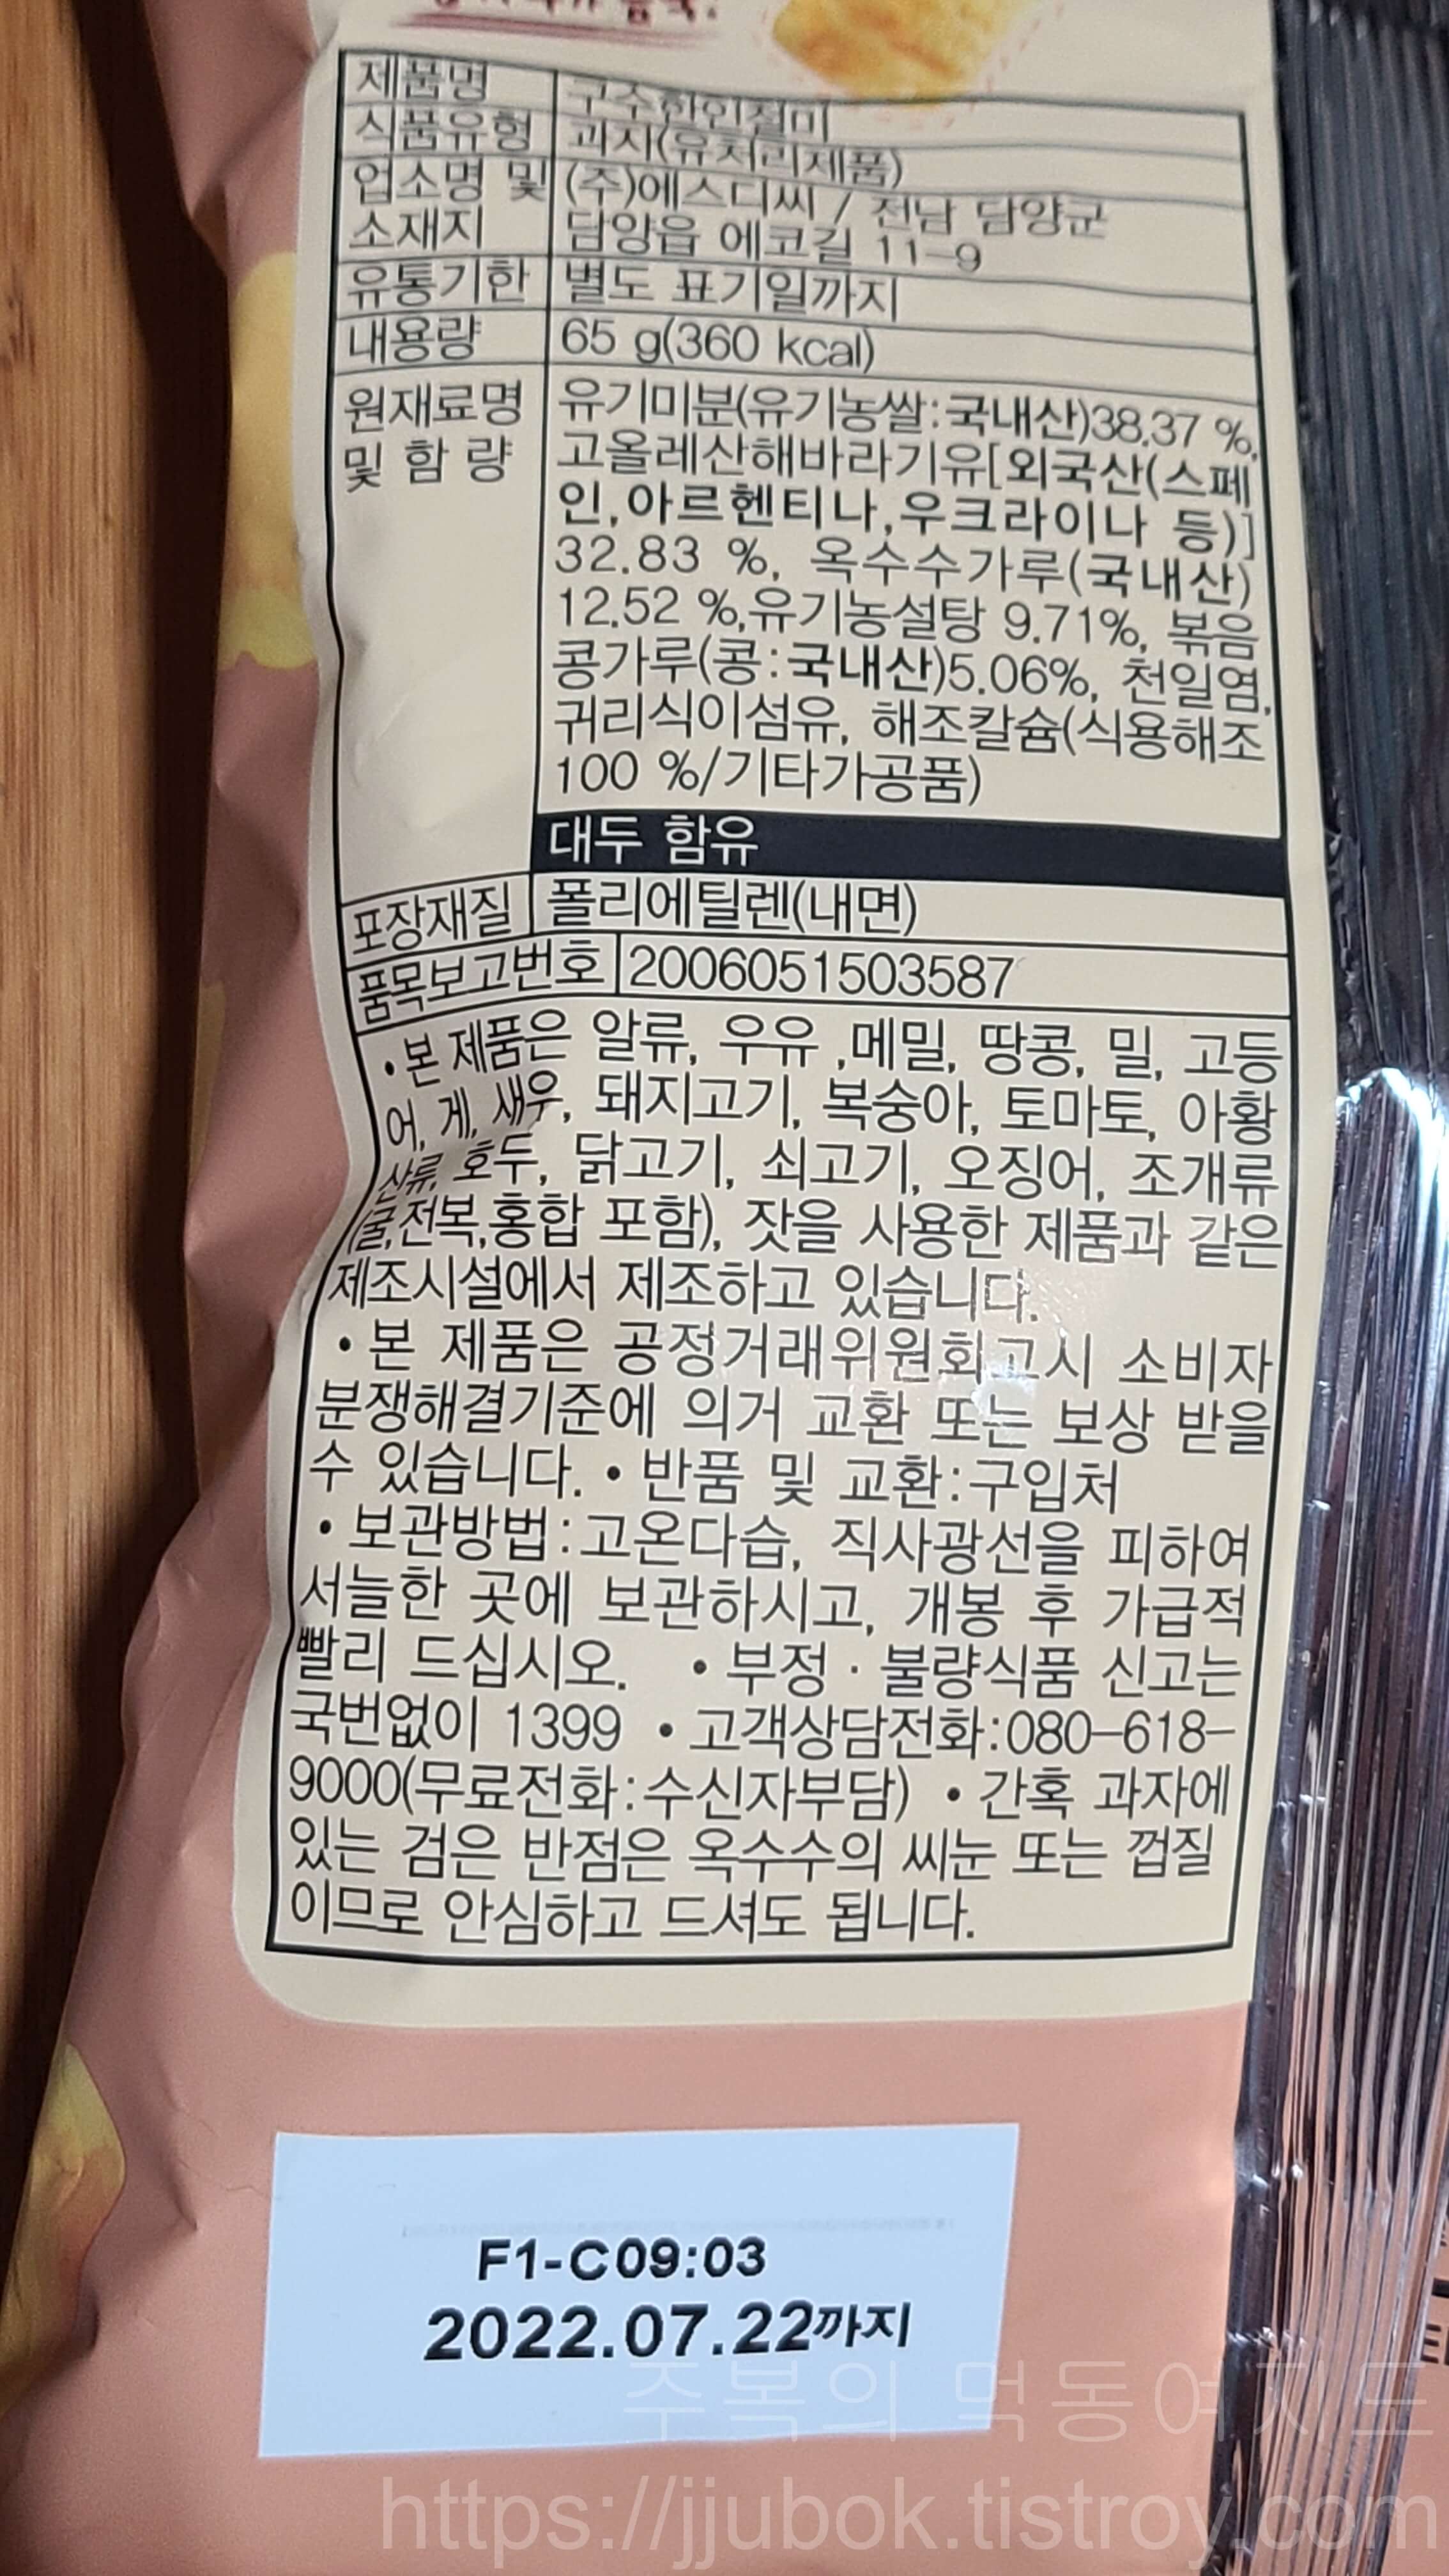 제품명 구수한인절미
식품유형 과자(유처리제품)
업소명 및 (주)에스디씨 / 전남 담양군
소재지 담양읍 에코길 11-9
유통기한 별도 표기일까지
내용량 65 g(360 kcal)
원재료명 유기미분(유기농쌀:국내산)38.37 %,
및 함 량 고올레산해바라기유[외국산(스페
인,아르헨티나,우크라이나 등)]
32.83 %, 옥수수가루(국내산)
12.52 %,유기농설탕 9.71%, 볶음
콩가루(콩:국내산)5.06%, 천일염,
귀리식이섬유, 해조칼슘(식용해조
100 %/기타가공품)
대두 함유
포장재질 폴리에틸렌(내면)
품목보고번호 2006051503587
• 본 제품은 알류, 우유 ,메밀, 땅콩, 밀, 고등
어, 게, 새우, 돼지고기, 복숭아, 토마토, 아황
산류, 호두, 닭고기, 쇠고기, 오징어, 조개류
(굴,전복,홍합 포함), 잣을 사용한 제품과 같은
제조시설에서 제조하고 있습니다.
• 본 제품은 공정거래위원회고시 소비자
분쟁해결기준에 의거 교환 또는 보상 받을
수 있습니다. • 반품 및 교환:구입처
• 보관방법:고온다습, 직사광선을 피하여
서늘한 곳에 보관하시고, 개봉 후 가급적
빨리 드십시오. • 부정 · 불량식품 신고는
국번없이 1399 • 고객상담전화:080-618-
9000(무료전화:수신자부담) • 간혹 과자에
있는 검은 반점은 옥수수의 씨눈 또는 껍질
이므로 안심하고 드셔도 됩니다.
F1-C09:03
2022.07.22까지
https://jjubok.tistroy.com